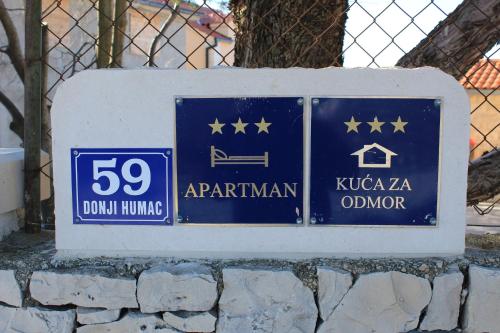 59
DONJI HUMAC
APARTMAN
KUĆA ZA
ODMOR